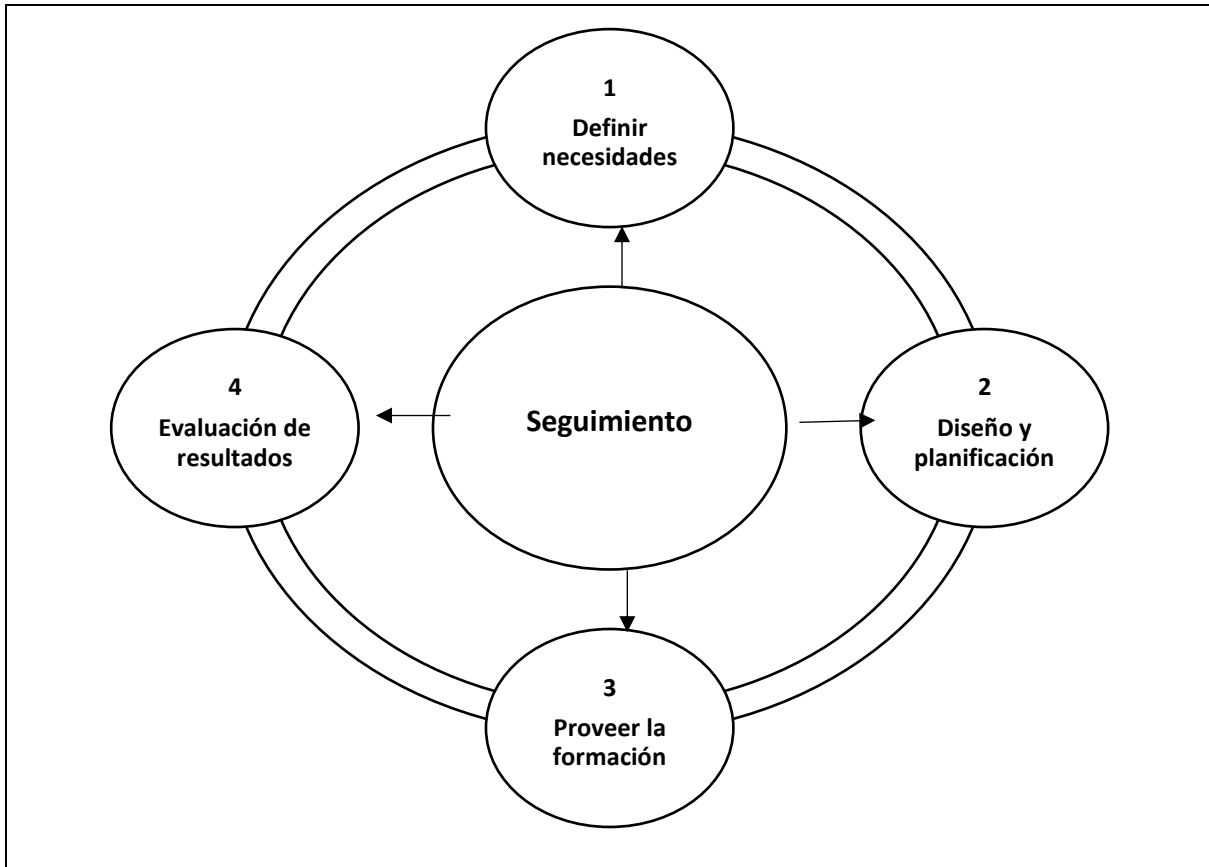 1
Definir
necesidades
4
Evaluación de
resultados
Seguimiento
2
Diseño y
planificación
3
Proveer la
formación